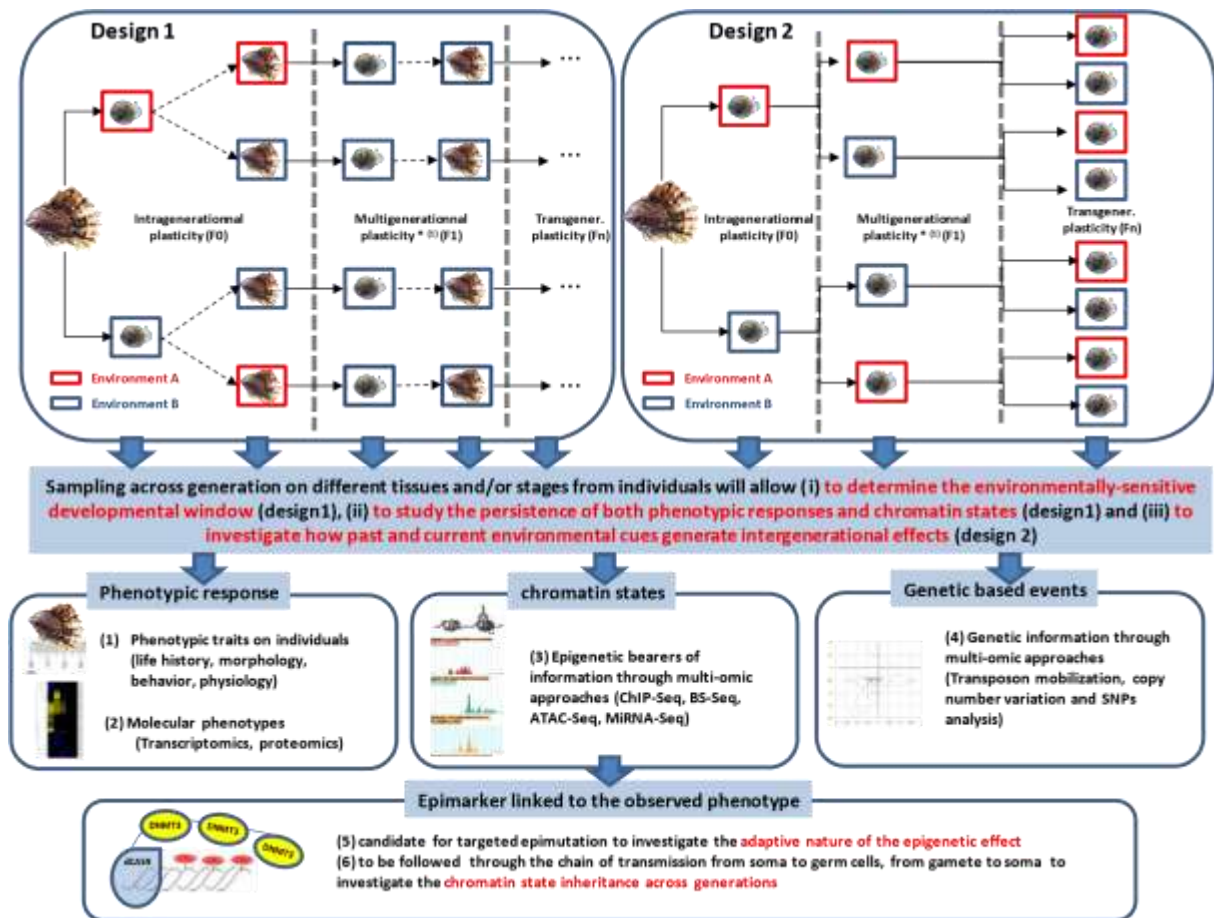 Design 1
Intragenerationnal
plasticity (F0)
Multigenerationnal
plasticity * (1) (F1)
Transgener.
plasticity (Fn)
...
...
...
...
Environment A
Environment B
Design 2
Intragenerationnal
plasticity (F0)
Multigenerationnal
plasticity * (1) (F1)
Transgener.
plasticity (Fn)
Environment A
Environment B
Sampling across generation on different tissues and/or stages from individuals will allow (i) to determine the environmentally-sensitive
developmental window (design1), (ii) to study the persistence of both phenotypic responses and chromatin states (design1) and (iii) to
investigate how past and current environmental cues generate intergenerational effects (design 2)
Phenotypic response
(1) Phenotypic traits on individuals
(life history, morphology,
behavior, physiology)
(2) Molecular phenotypes
(Transcriptomics, proteomics)
chromatin states
(3) Epigenetic bearers of
information through multi-omic
approaches (ChIP-Seq, BS-Seq,
ATAC-Seq, MiRNA-Seq)
Genetic based events
(4) Genetic information through
multi-omic approaches
(Transposon mobilization, copy
number variation and SNPs
analysis)
Epimarker linked to the observed phenotype
DNMT3
DNMT3
DNMT3
dCAS9
(5) candidate for targeted epimutation to investigate the adaptive nature of the epigenetic effect
(6) to be followed through the chain of transmission from soma to germ cells, from gamete to soma to
investigate the chromatin state inheritance across generations